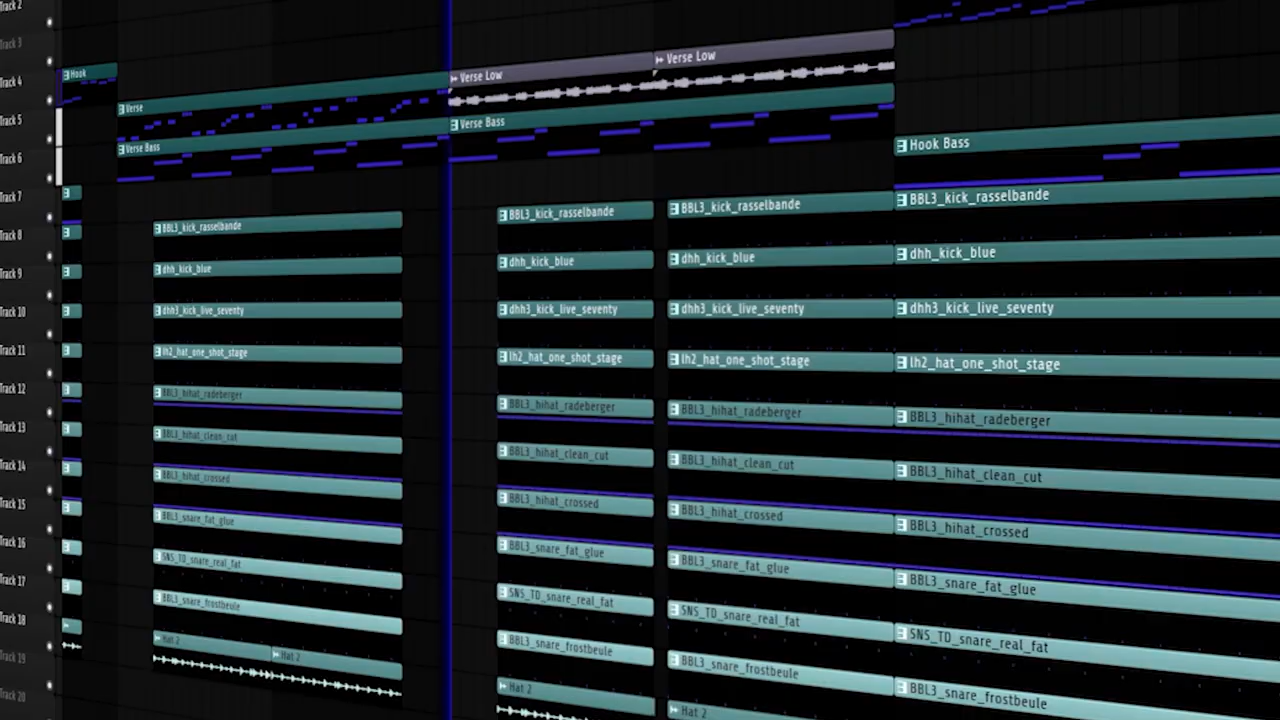 Track 2
Track 3
Track 4
Track 5
Track 6
Track 7
Track 8
Track 9
Track 10
Track 11
Track 12
Track 13
Track 14
Track 15
Track 16
Track 17
Track 18
Track 19
Track 20
Hook
Verse
Verse Low
Verse Low
Verse Bass
Verse Bass
Hook Bass
BBL3_kick_rasselbande
BBL3_kick_rasselbande
BBL3_kick_rasselbande
BBL3_kick_rasselbande
dhh_kick_blue
dhh_kick_blue
dhh_kick_blue
dhh_kick_blue
dhh3_kick_live_seventy
dhh3_kick_live_seventy
dhh3_kick_live_seventy
dhh3_kick_live_seventy
lh2_hat_one_shot_stage
lh2_hat_one_shot_stage
lh2_hat_one_shot_stage
lh2_hat_one_shot_stage
BBL3_hihat_radeberger
BBL3_hihat_radeberger
BBL3_hihat_radeberger
BBL3_hihat_radeberger
BBL3_hihat_clean_cut
BBL3_hihat_clean_cut
BBL3_hihat_clean_cut
BBL3_hihat_clean_cut
BBL3_hihat_crossed
BBL3_hihat_crossed
BBL3_hihat_crossed
BBL3_hihat_crossed
BBL3_snare_fat_glue
BBL3_snare_fat_glue
BBL3_snare_fat_glue
BBL3_snare_fat_glue
SNS_TD_snare_real_fat
SNS_TD_snare_real_fat
SNS_TD_snare_real_fat
SNS_TD_snare_real_fat
BBL3_snare_frostbeule
BBL3_snare_frostbeule
BBL3_snare_frostbeule
BBL3_snare_frostbeule
Hat 2
Hat 2
Hat 2
Hat 2